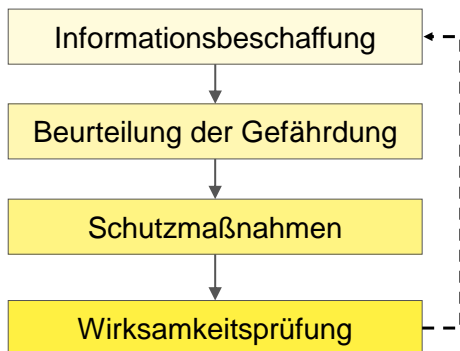 Informationsbeschaffung
Beurteilung der Gefährdung
Schutzmaßnahmen
Wirksamkeitsprüfung